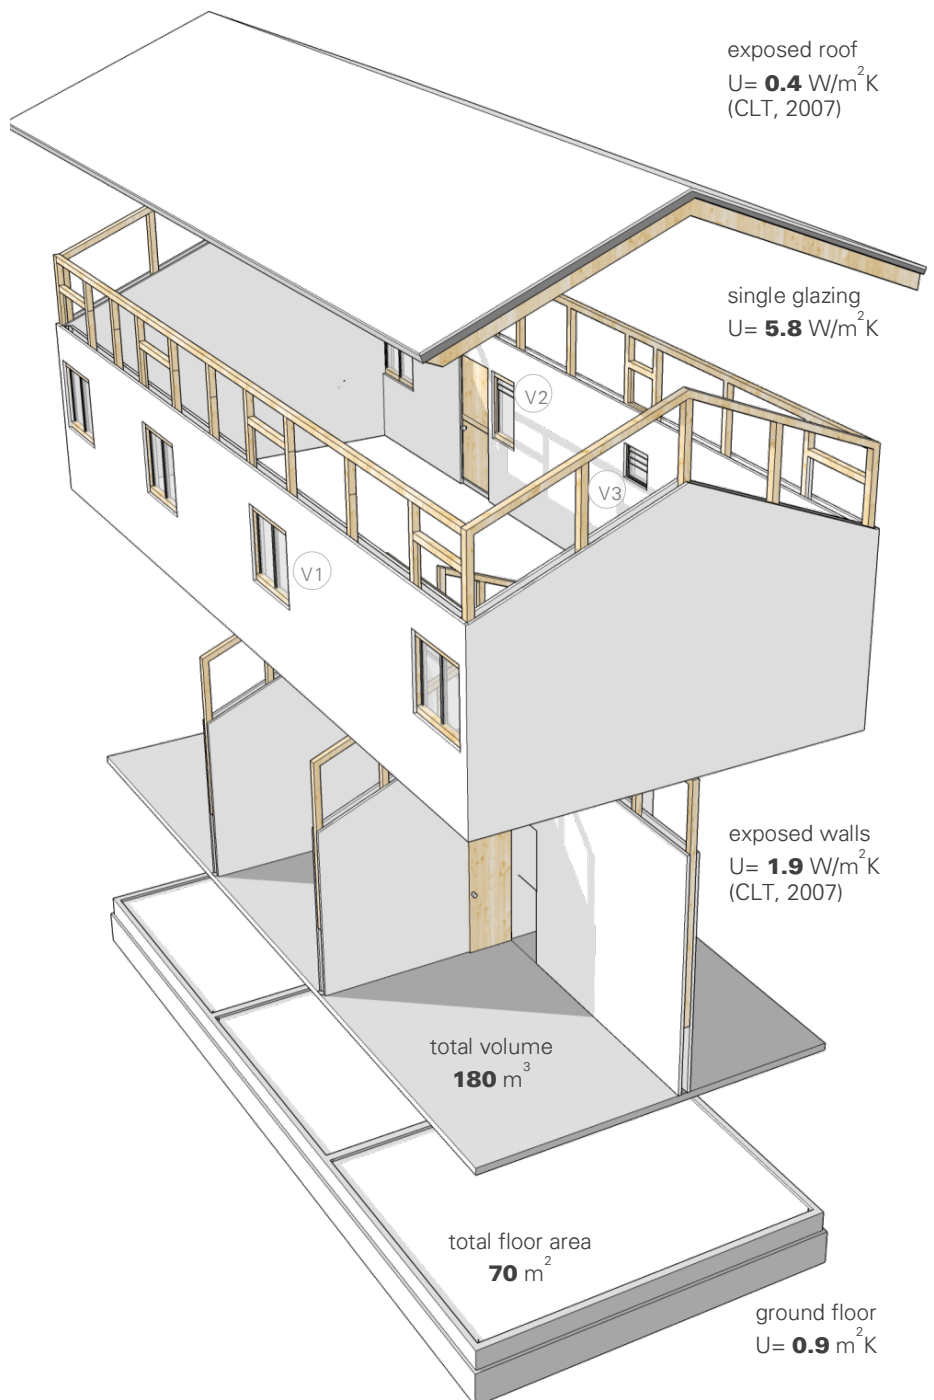 exposed roof
U= 0.4 W/m²K
(CLT, 2007)
single glazing
U= 5.8 W/m²K
V2
V3
V1
exposed walls
U= 1.9 W/m²K
(CLT, 2007)
total volume
180 m³
total floor area
70 m²
ground floor
U= 0.9 m²K